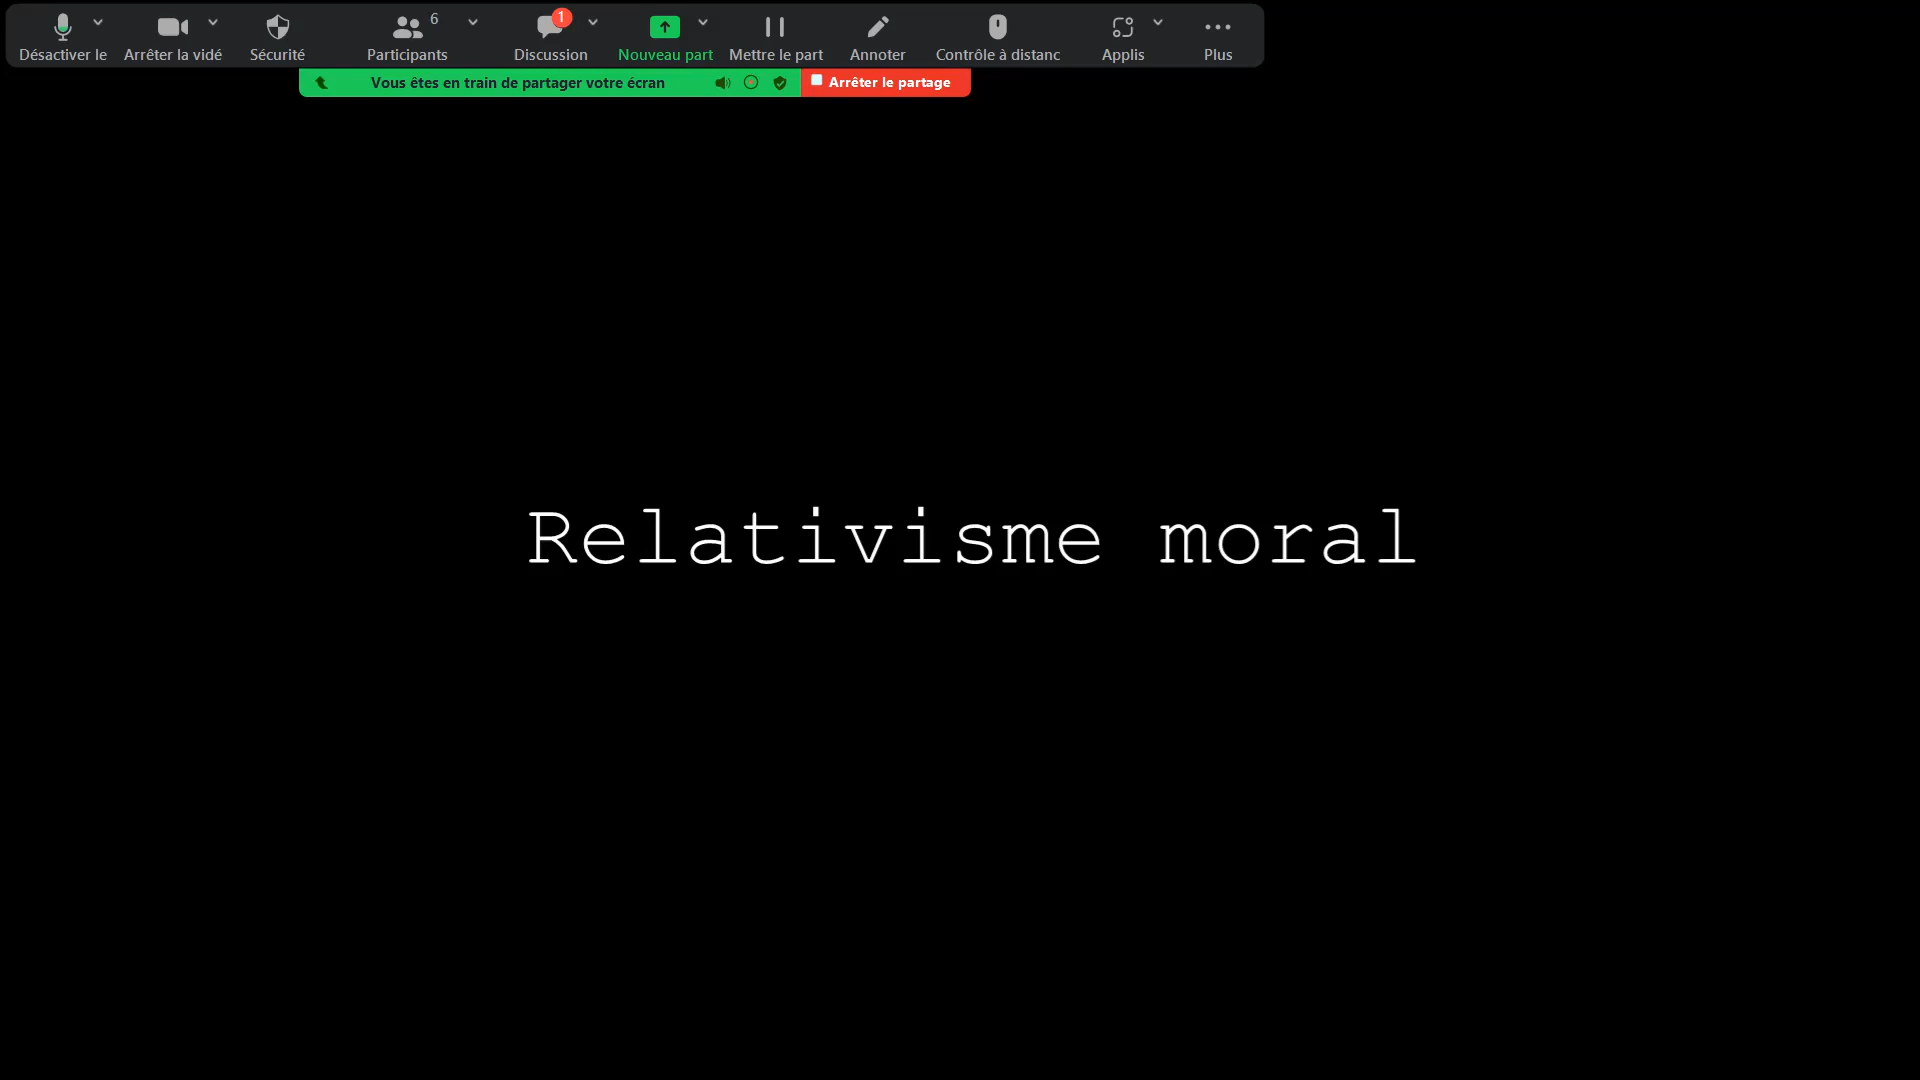 6
1
Désactiver le
Arrêter la vidé
Sécurité
Participants
Discussion
Nouveau part
Mettre le part
Annoter
Contrôle à distanc
Applis
Plus
Vous êtes en train de partager votre écran
Arrêter le partage
Relativisme moral